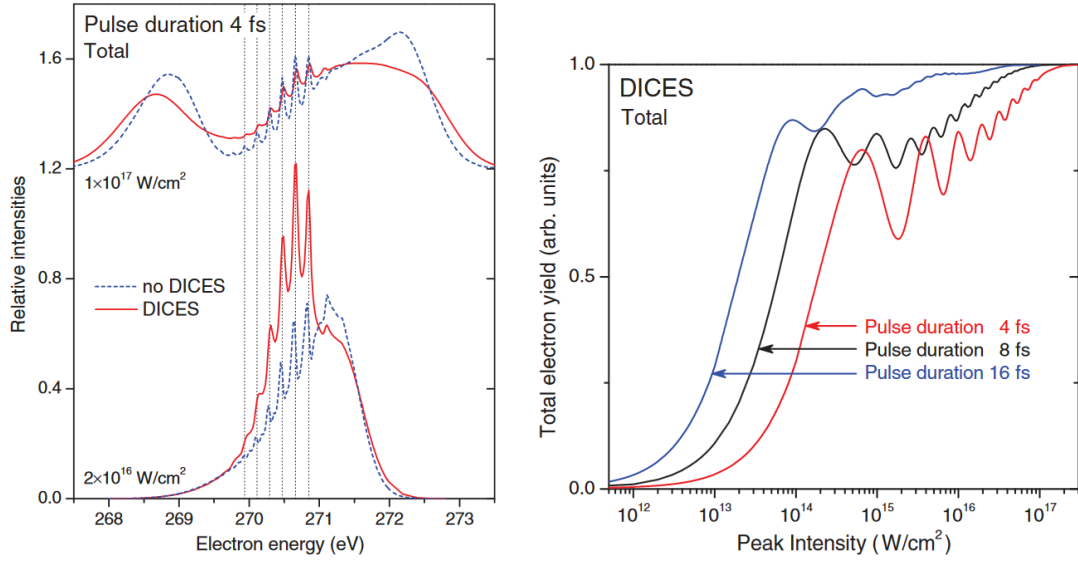 Pulse duration 4 fs
Total
1×10¹⁷ W/cm²
no DICES
DICES
2×10¹⁶ W/cm²
Relative intensities
1.6
1.2
0.8
0.4
0.0
268 269 270 271 272 273
Electron energy (eV)
DICES
Total
Pulse duration 4 fs
Pulse duration 8 fs
Pulse duration 16 fs
Total electron yield (arb. units)
1.0
0.5
0.0
10¹² 10¹³ 10¹⁴ 10¹⁵ 10¹⁶ 10¹⁷
Peak Intensity (W/cm²)